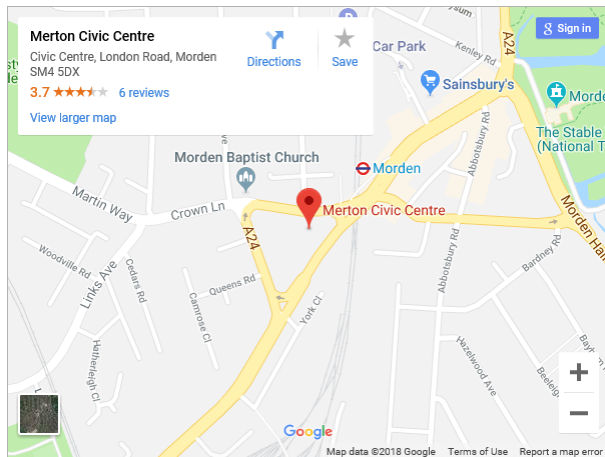 Merton Civic Centre
Civic Centre, London Road, Morden
SM4 5DX
3.7 6 reviews
View larger map
Directions
Save
Sign in
A24
Car Park
Kenley Rd
Sainsbury's
The Stable
(National T
Abbotsbury Rd
Morden
Morden Baptist Church
Merton Civic Centre
Martin Way
Crown Ln
A24
Morden Hall
Bardney Rd
Woodville Rd
Links Ave
Cedars Rd
Queens Rd
Camrose Cl
York Cl
Abbotsbury Rd
Hatherleigh Cl
Hazelwood Ave
Google
Map data ©2018 Google Terms of Use Report a map error